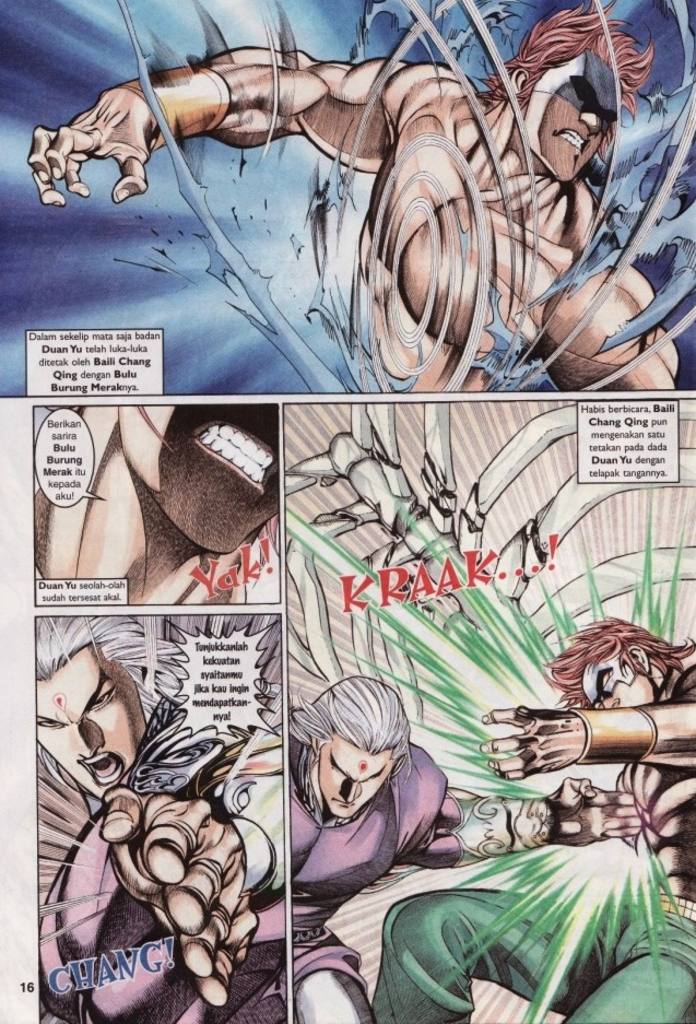 Dalam sekelip mata saja badan
Duan Yu telah luka-luka
ditetak oleh Baili Chang
Qing dengan Bulu
Burung Meraknya.
Berikan
sarira
Bulu
Burung
Merak itu
kepada
aku!
Yak!
Duan Yu seolah-olah
sudah tersesat akal.
Habis berbicara, Baili
Chang Qing pun
mengenakan satu
tetakan pada dada
Duan Yu dengan
telapak tangannya.
KRAAK...!
Tunjukkanlah
kekuatan
syaitanmu
jika kau ingin
mendapatkan-
nya!
CHANG!
16